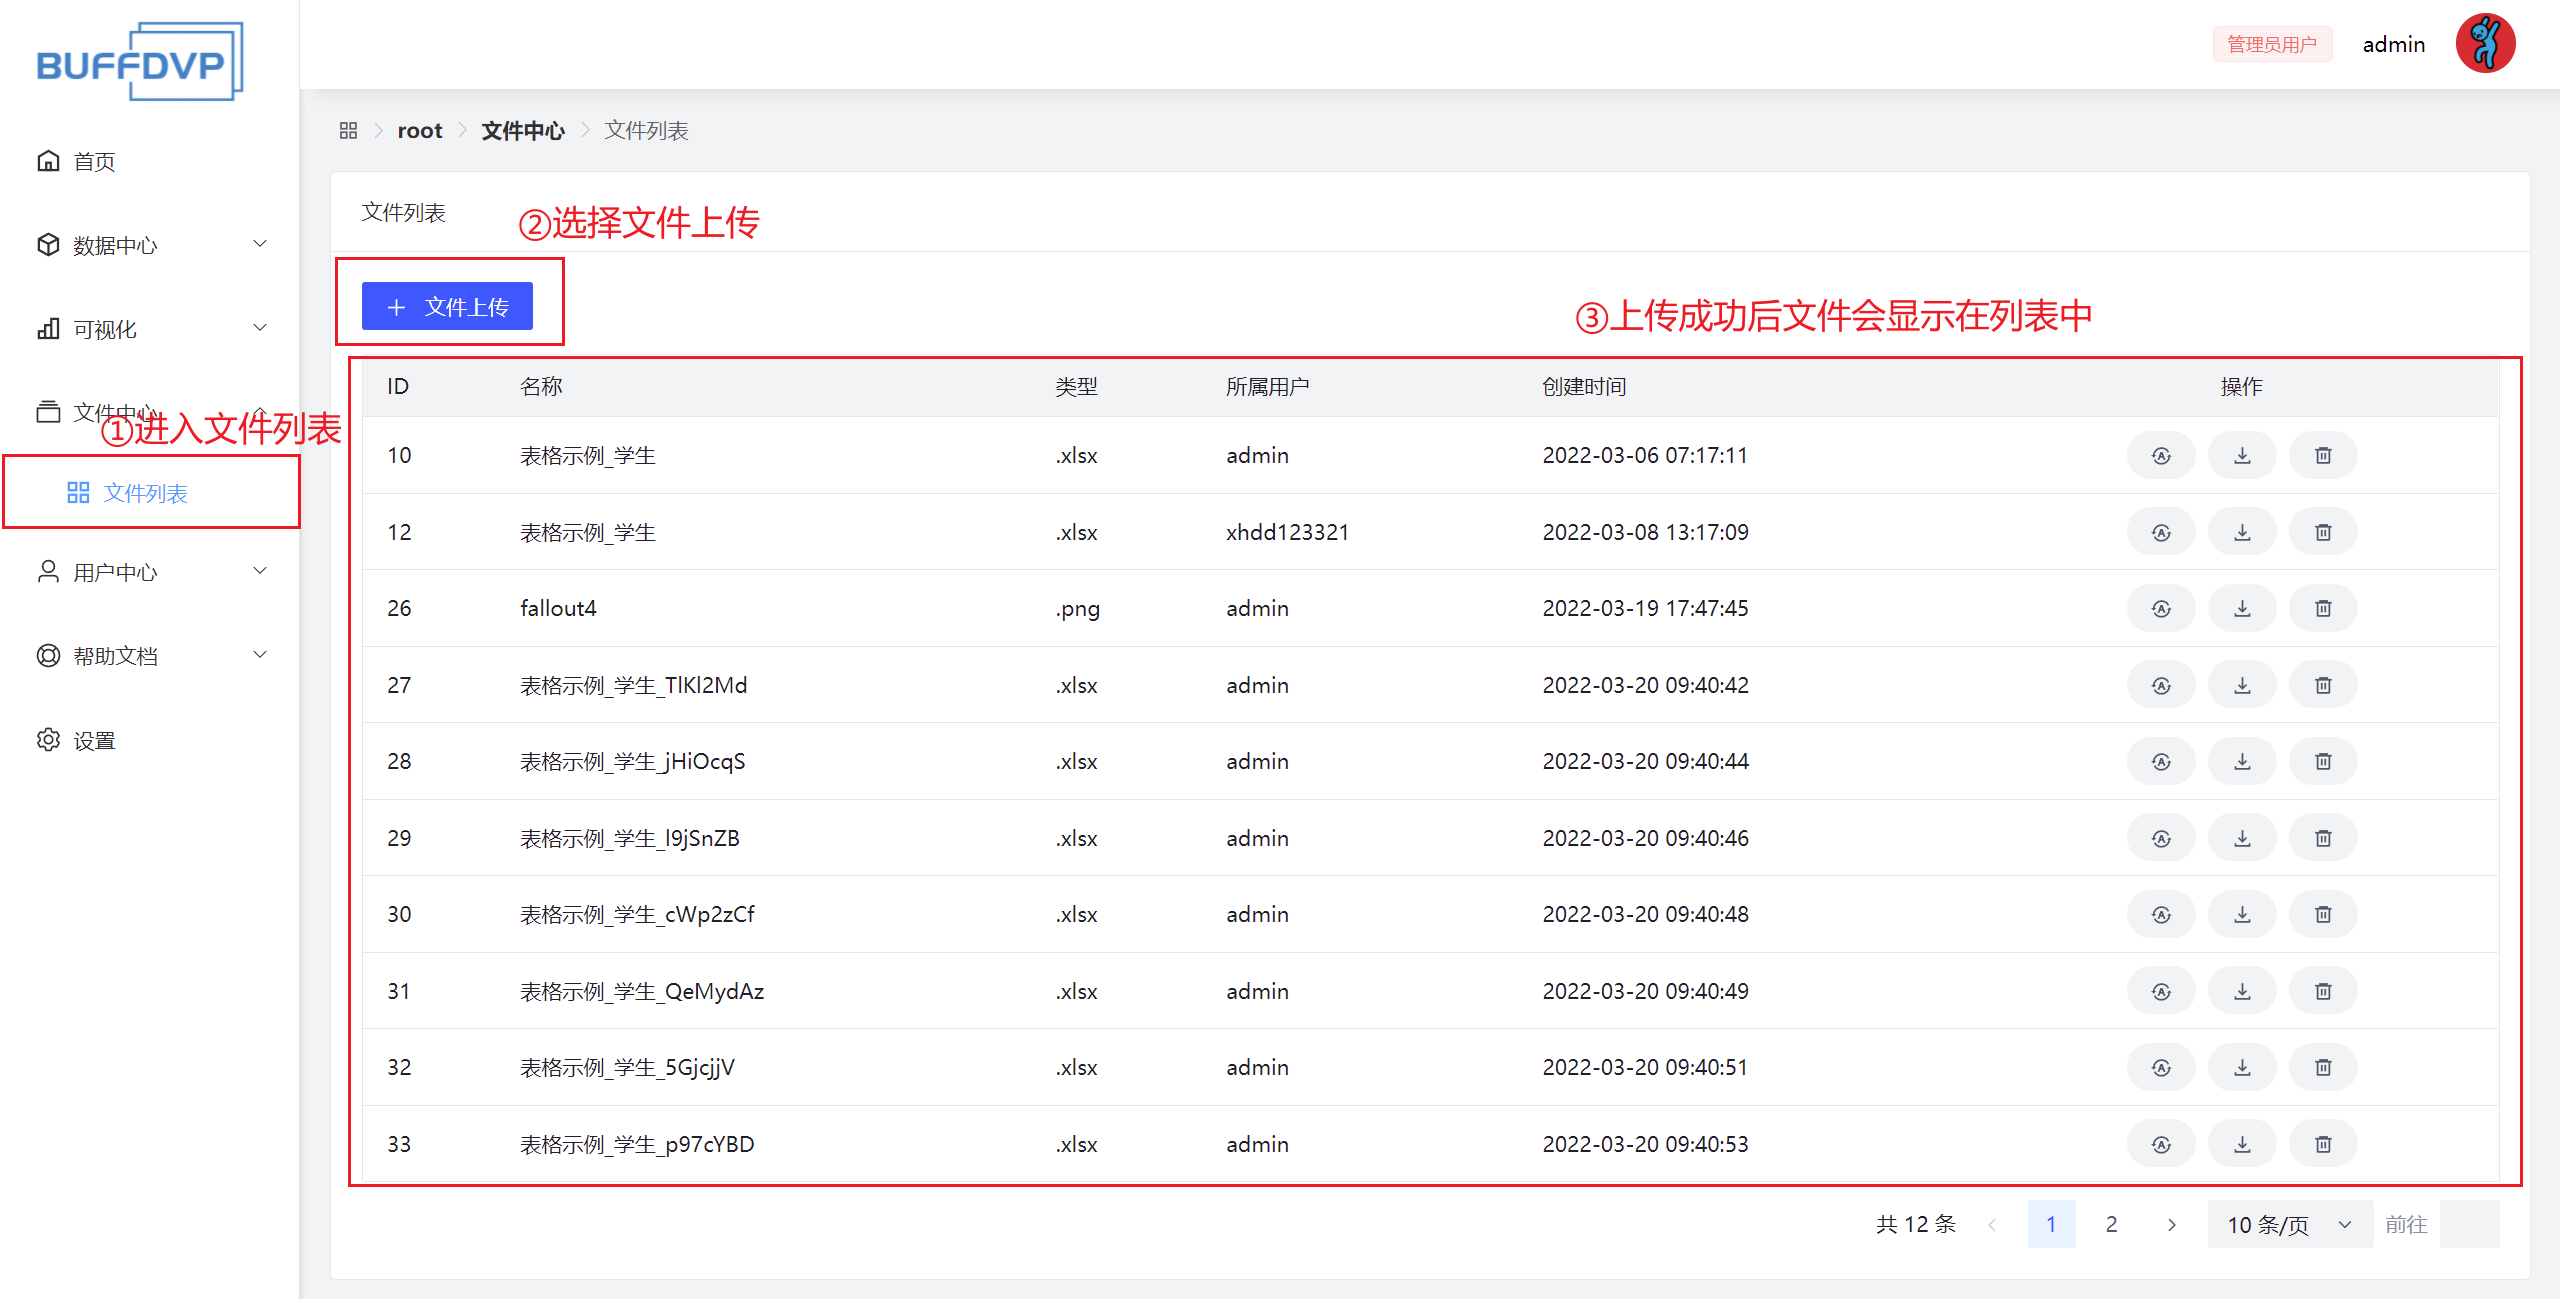 BUFFDVP
管理员用户 admin
首页
数据中心
可视化
文件中心
①进入文件列表
文件列表
用户中心
帮助文档
设置
root 文件中心 文件列表
文件列表
②选择文件上传
+ 文件上传
③上传成功后文件会显示在列表中
ID 名称 类型 所属用户 创建时间 操作
10 表格示例_学生 .xlsx admin 2022-03-06 07:17:11
12 表格示例_学生 .xlsx xhdd123321 2022-03-08 13:17:09
26 fallout4 .png admin 2022-03-19 17:47:45
27 表格示例_学生_TlKl2Md .xlsx admin 2022-03-20 09:40:42
28 表格示例_学生_jHiOcqS .xlsx admin 2022-03-20 09:40:44
29 表格示例_学生_l9jSnZB .xlsx admin 2022-03-20 09:40:46
30 表格示例_学生_cWp2zCf .xlsx admin 2022-03-20 09:40:48
31 表格示例_学生_QeMydAz .xlsx admin 2022-03-20 09:40:49
32 表格示例_学生_5GjcjjV .xlsx admin 2022-03-20 09:40:51
33 表格示例_学生_p97cYBD .xlsx admin 2022-03-20 09:40:53
共 12 条 1 2 10 条/页 前往